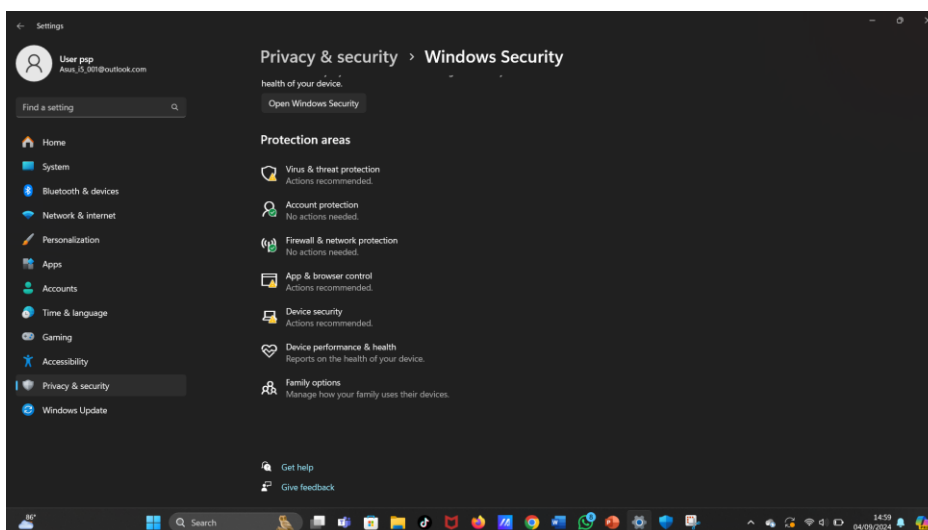 Settings
User psp
Asus_i5_001@outlook.com
Find a setting
Home
System
Bluetooth & devices
Network & internet
Personalization
Apps
Accounts
Time & language
Gaming
Accessibility
Privacy & security
Windows Update
Privacy & security > Windows Security
health of your device.
Open Windows Security
Protection areas
Virus & threat protection
Actions recommended.
Account protection
No actions needed.
Firewall & network protection
No actions needed.
App & browser control
Actions recommended.
Device security
Actions recommended.
Device performance & health
Reports on the health of your device.
Family options
Manage how your family uses their devices.
Get help
Give feedback
86°
Search
14:59
04/09/2024